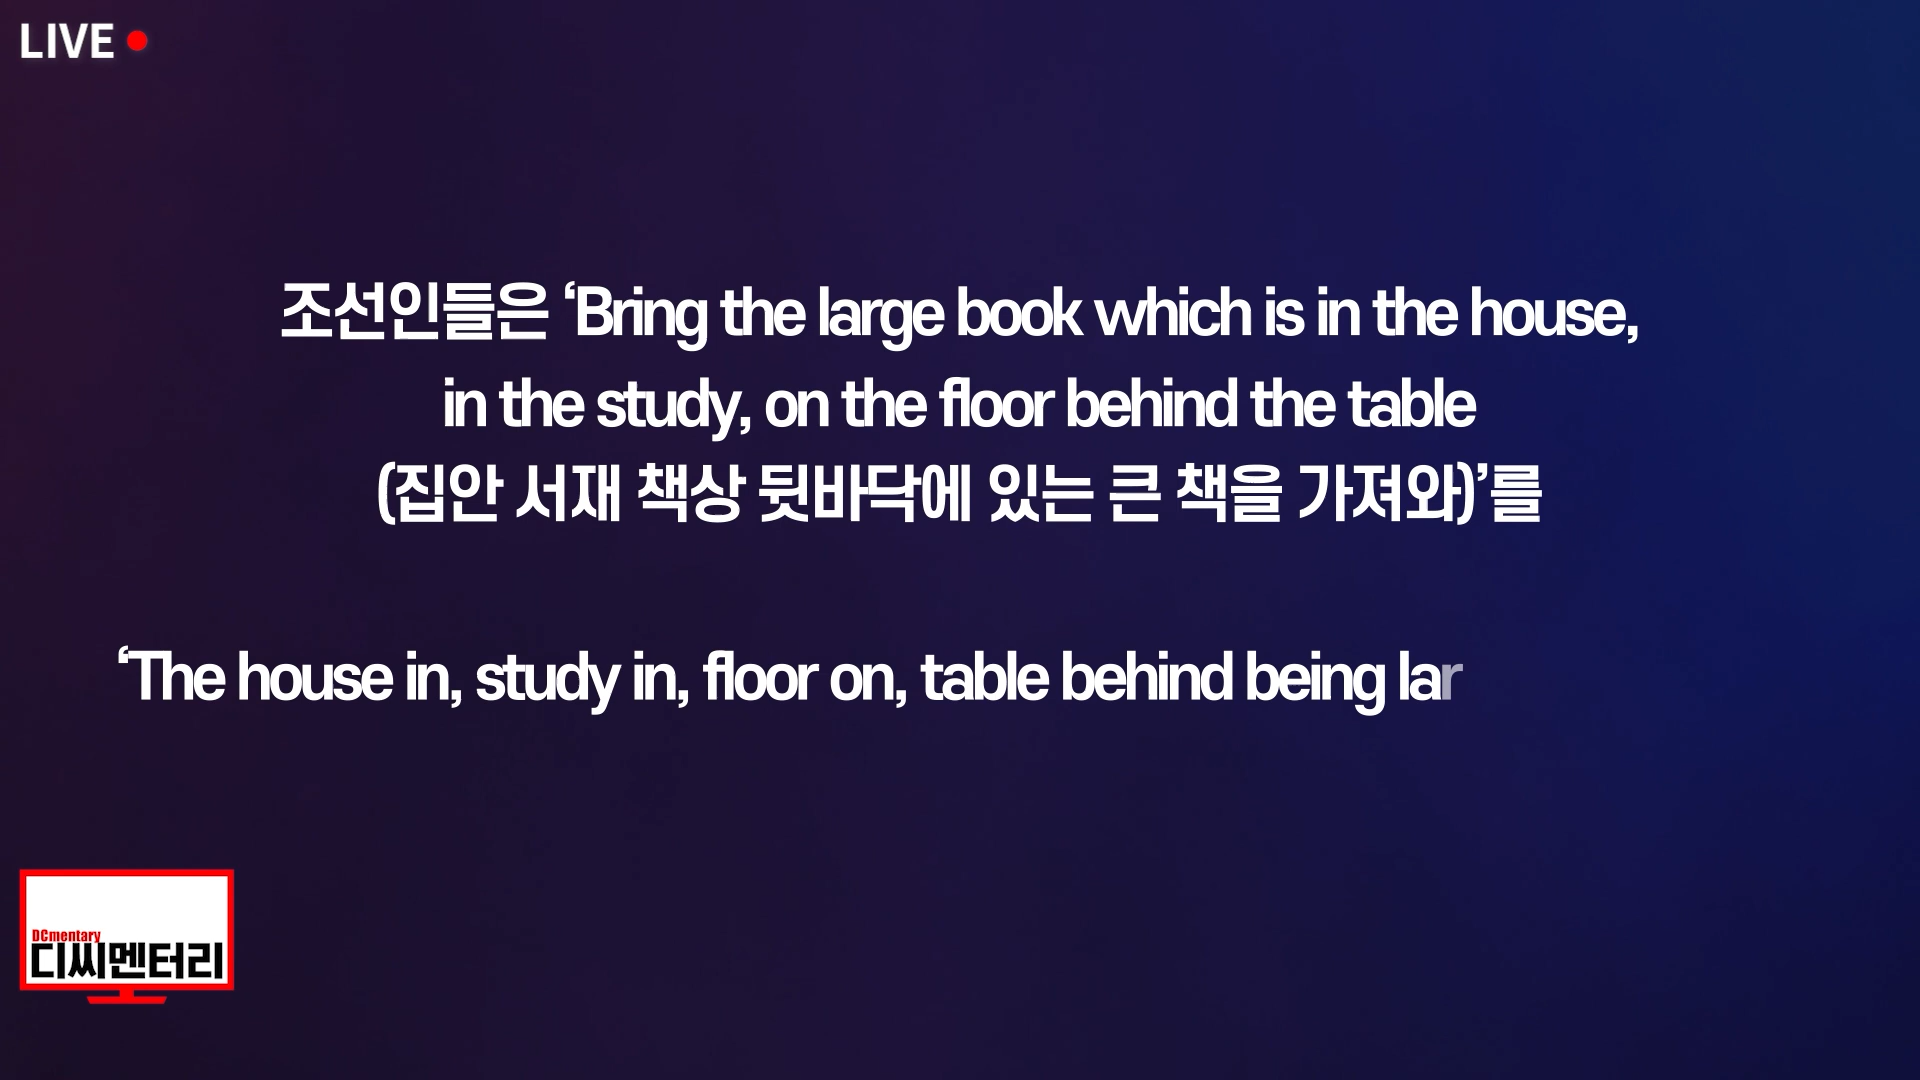 LIVE
조선인들은 ‘Bring the large book which is in the house,
in the study, on the floor behind the table
(집안 서재 책상 뒷바닥에 있는 큰 책을 가져와)’를
‘The house in, study in, floor on, table behind being lar
DCmentary
디씨멘터리